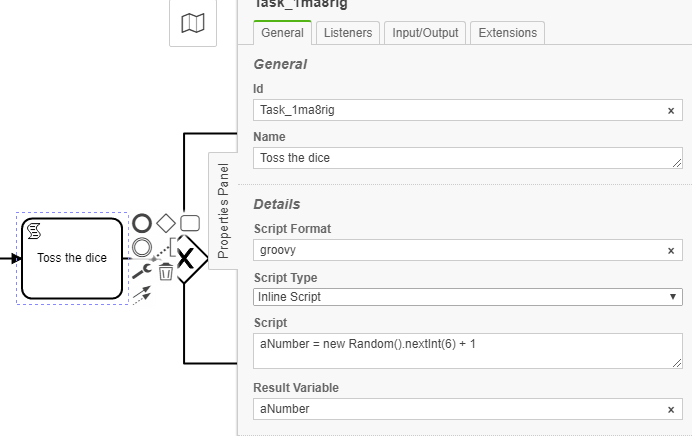 Task_1ma8rig
General
Listeners
Input/Output
Extensions
General
Id
Task_1ma8rig
Name
Toss the dice
Details
Script Format
groovy
Script Type
Inline Script
Script
aNumber = new Random().nextInt(6) + 1
Result Variable
aNumber
Properties Panel
Toss the dice